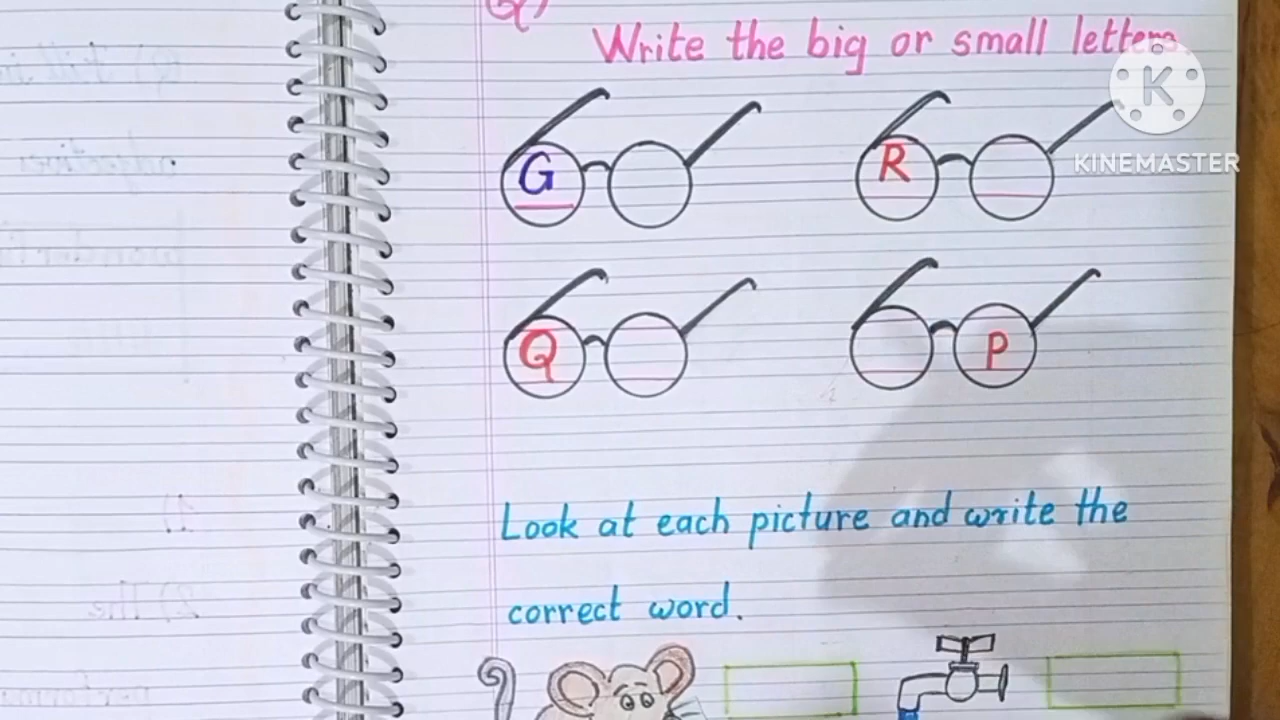 Q)
Write the big or small letters
K
KINEMASTER
G
R
Q
p
Look at each picture and write the
correct word.